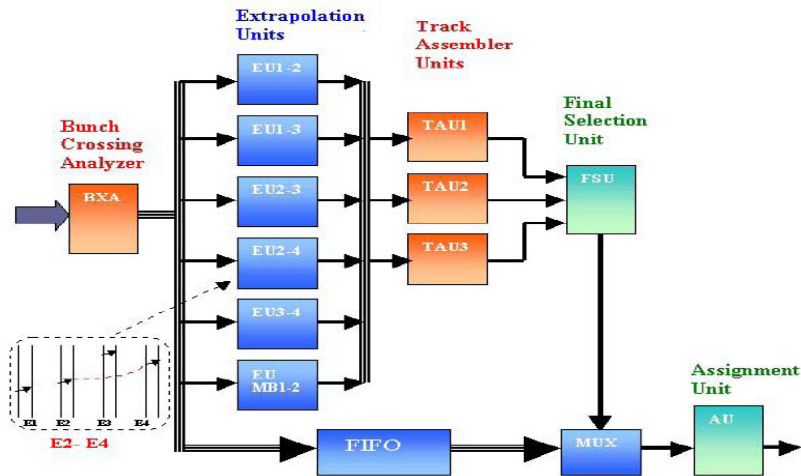 Extrapolation
Units
Track
Assembler
Units
Final
Selection
Unit
Bunch
Crossing
Analyzer
BXA
EU1-2
EU1-3
EU2-3
EU2-4
EU3-4
EU
MB1-2
TAU1
TAU2
TAU3
FSU
E1 E2 E3 E4
E2- E4
FIFO
MUX
Assignment
Unit
AU